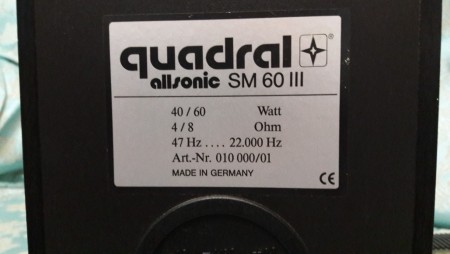 quadral ®
allsonic SM 60 III
40 / 60 Watt
4 / 8 Ohm
47 Hz .... 22.000 Hz
Art.-Nr. 010 000/01
MADE IN GERMANY CE